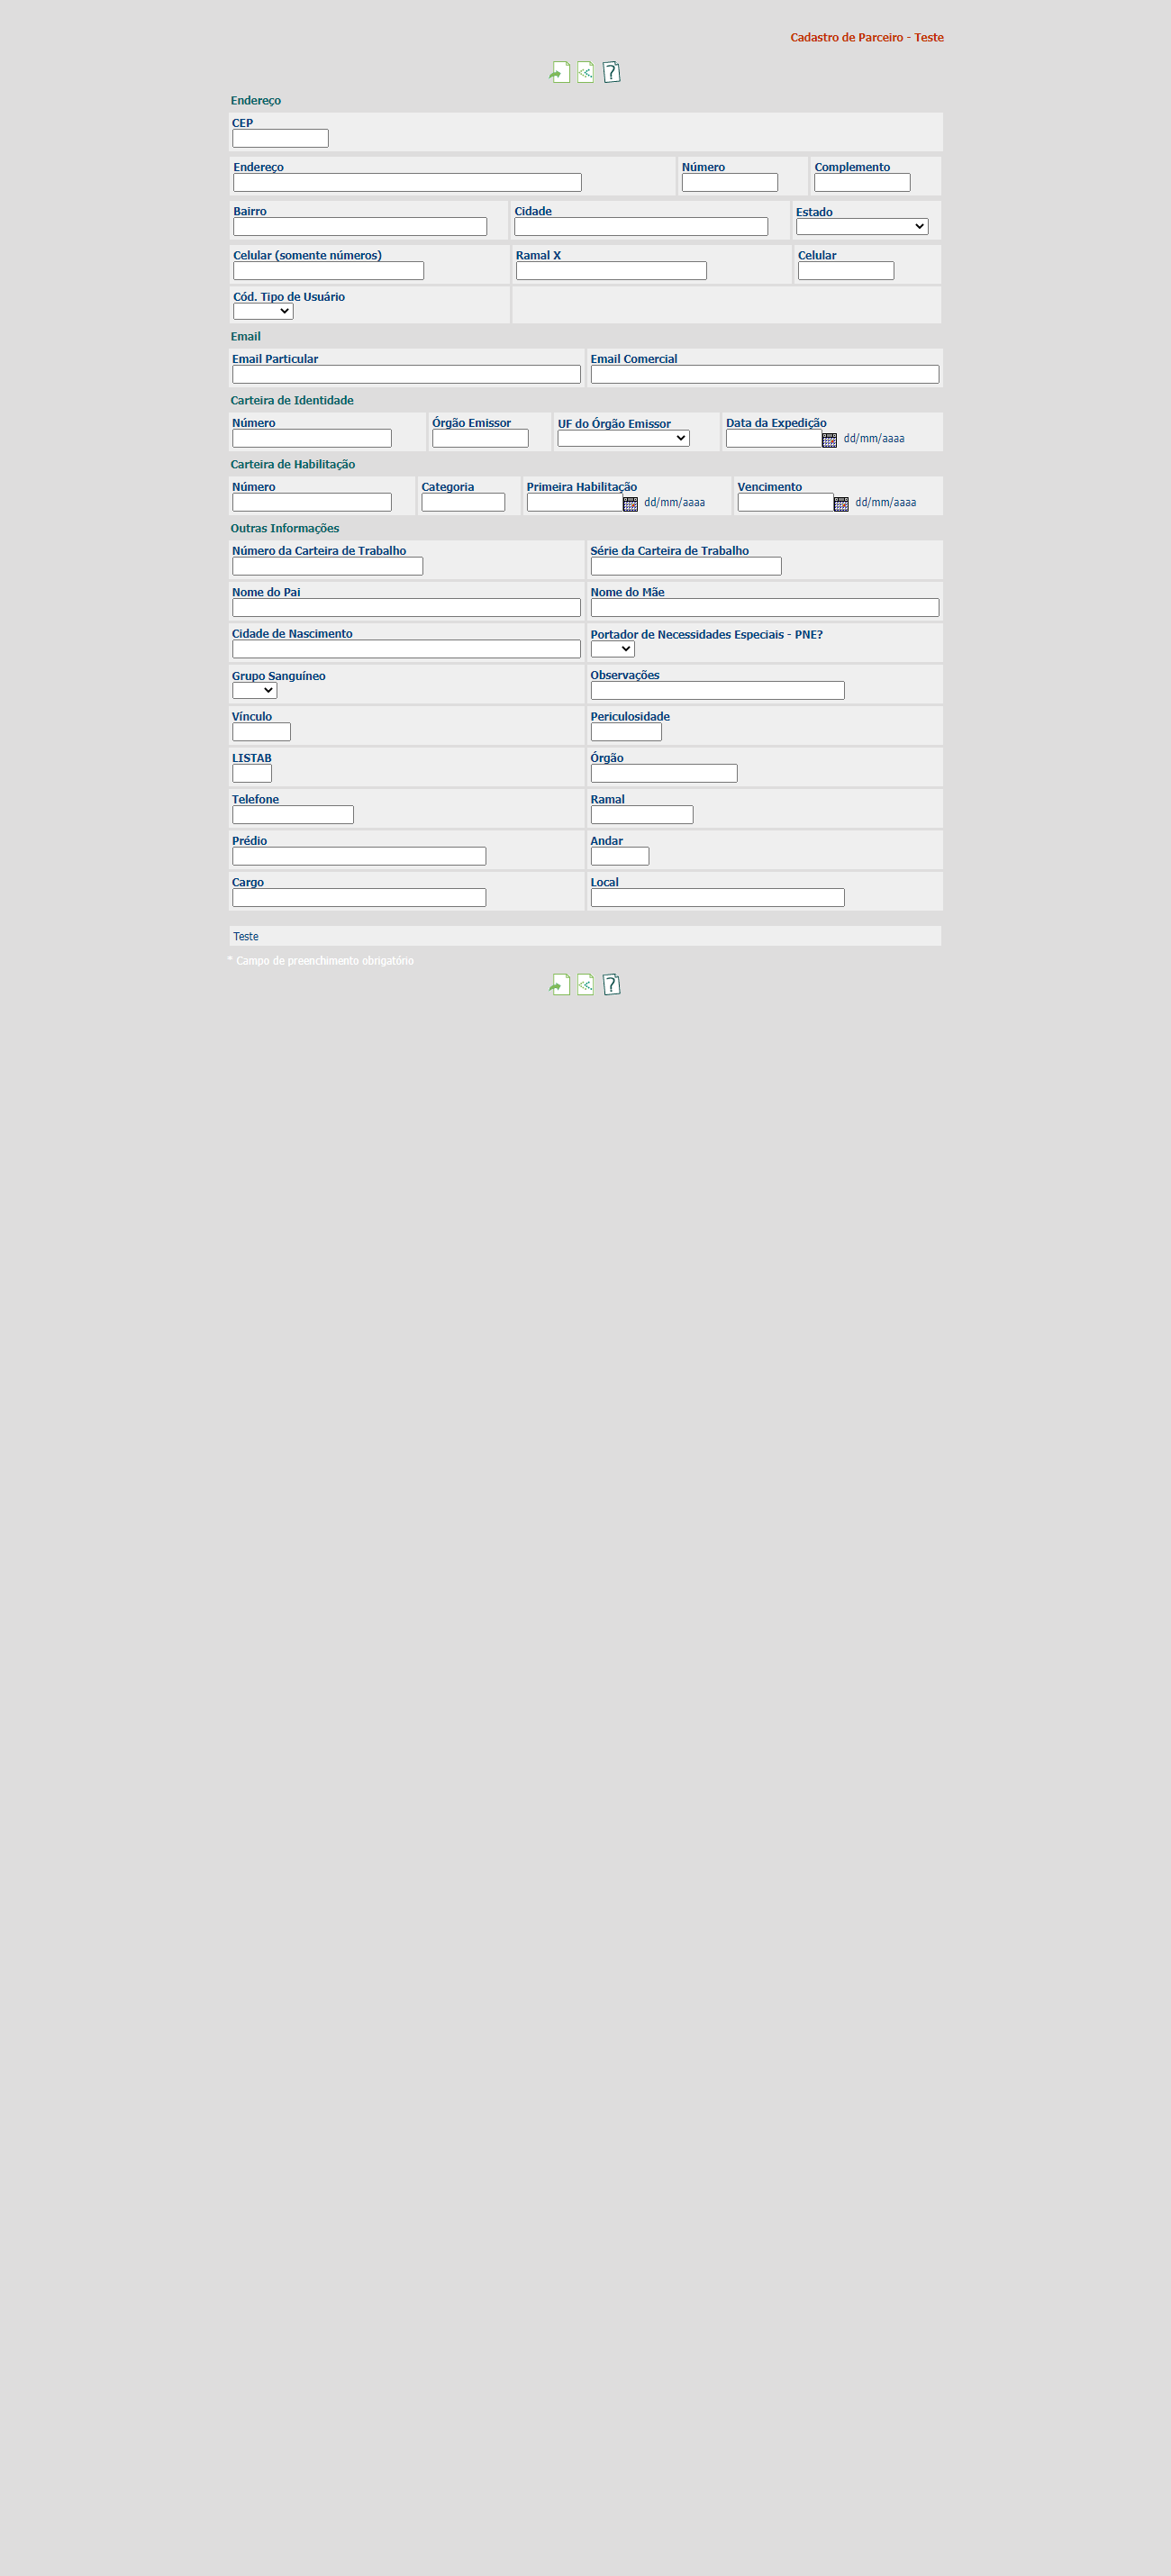 Cadastro de Parceiro - Teste
Endereço
CEP
Endereço Número Complemento
Bairro Cidade Estado
Celular (somente números) Ramal X Celular
Cód. Tipo de Usuário
Email
Email Particular Email Comercial
Carteira de Identidade
Número Órgão Emissor UF do Órgão Emissor Data da Expedição
dd/mm/aaaa
Carteira de Habilitação
Número Categoria Primeira Habilitação Vencimento
dd/mm/aaaa dd/mm/aaaa
Outras Informações
Número da Carteira de Trabalho Série da Carteira de Trabalho
Nome do Pai Nome do Mãe
Cidade de Nascimento Portador de Necessidades Especiais - PNE?
Grupo Sanguíneo Observações
Vínculo Periculosidade
LISTAB Órgão
Telefone Ramal
Prédio Andar
Cargo Local
Teste
* Campo de preenchimento obrigatório